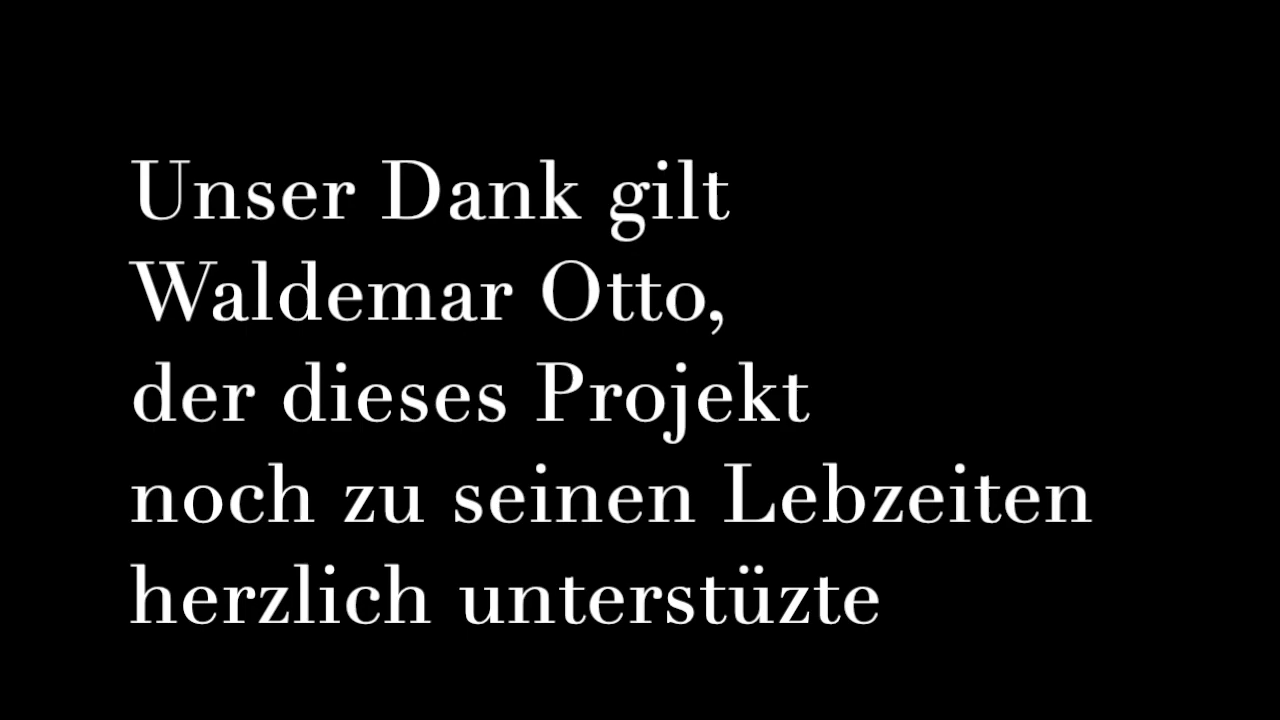 Unser Dank gilt
Waldemar Otto,
der dieses Projekt
noch zu seinen Lebzeiten
herzlich unterstüzte